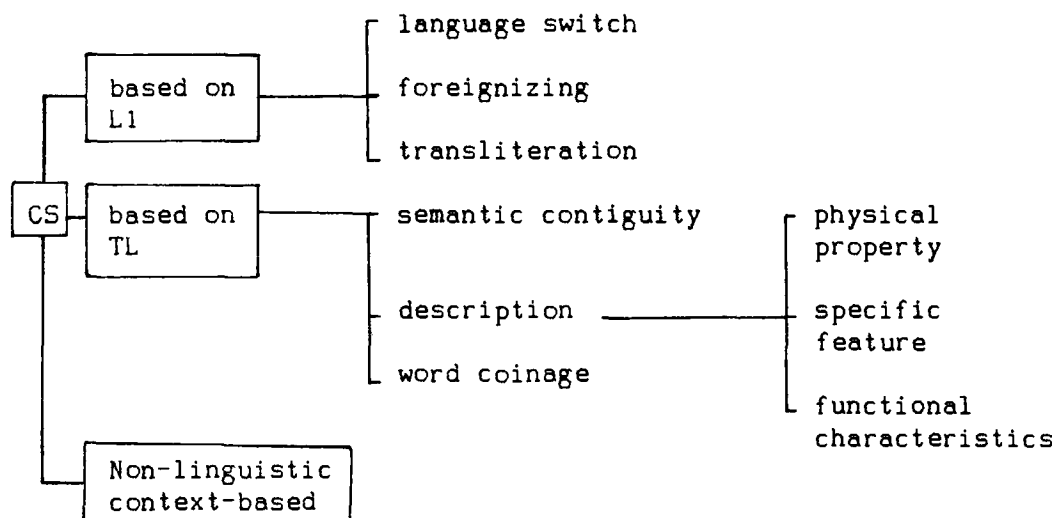 language switch
based on
L1
foreignizing
transliteration
CS
based on
TL
semantic contiguity
physical
property
description
specific
feature
word coinage
functional
characteristics
Non-linguistic
context-based